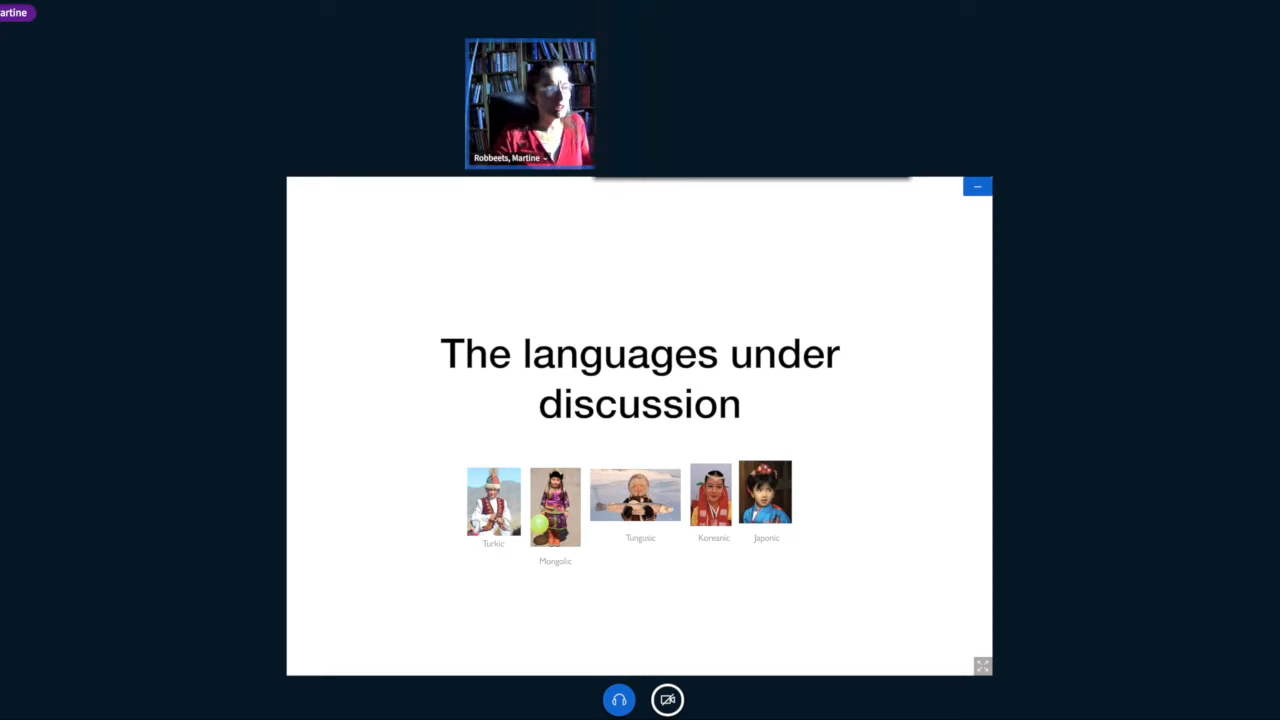 artine
Robbeets, Martine
The languages under
discussion
Turkic
Mongolic
Tungusic
Koreanic
Japonic